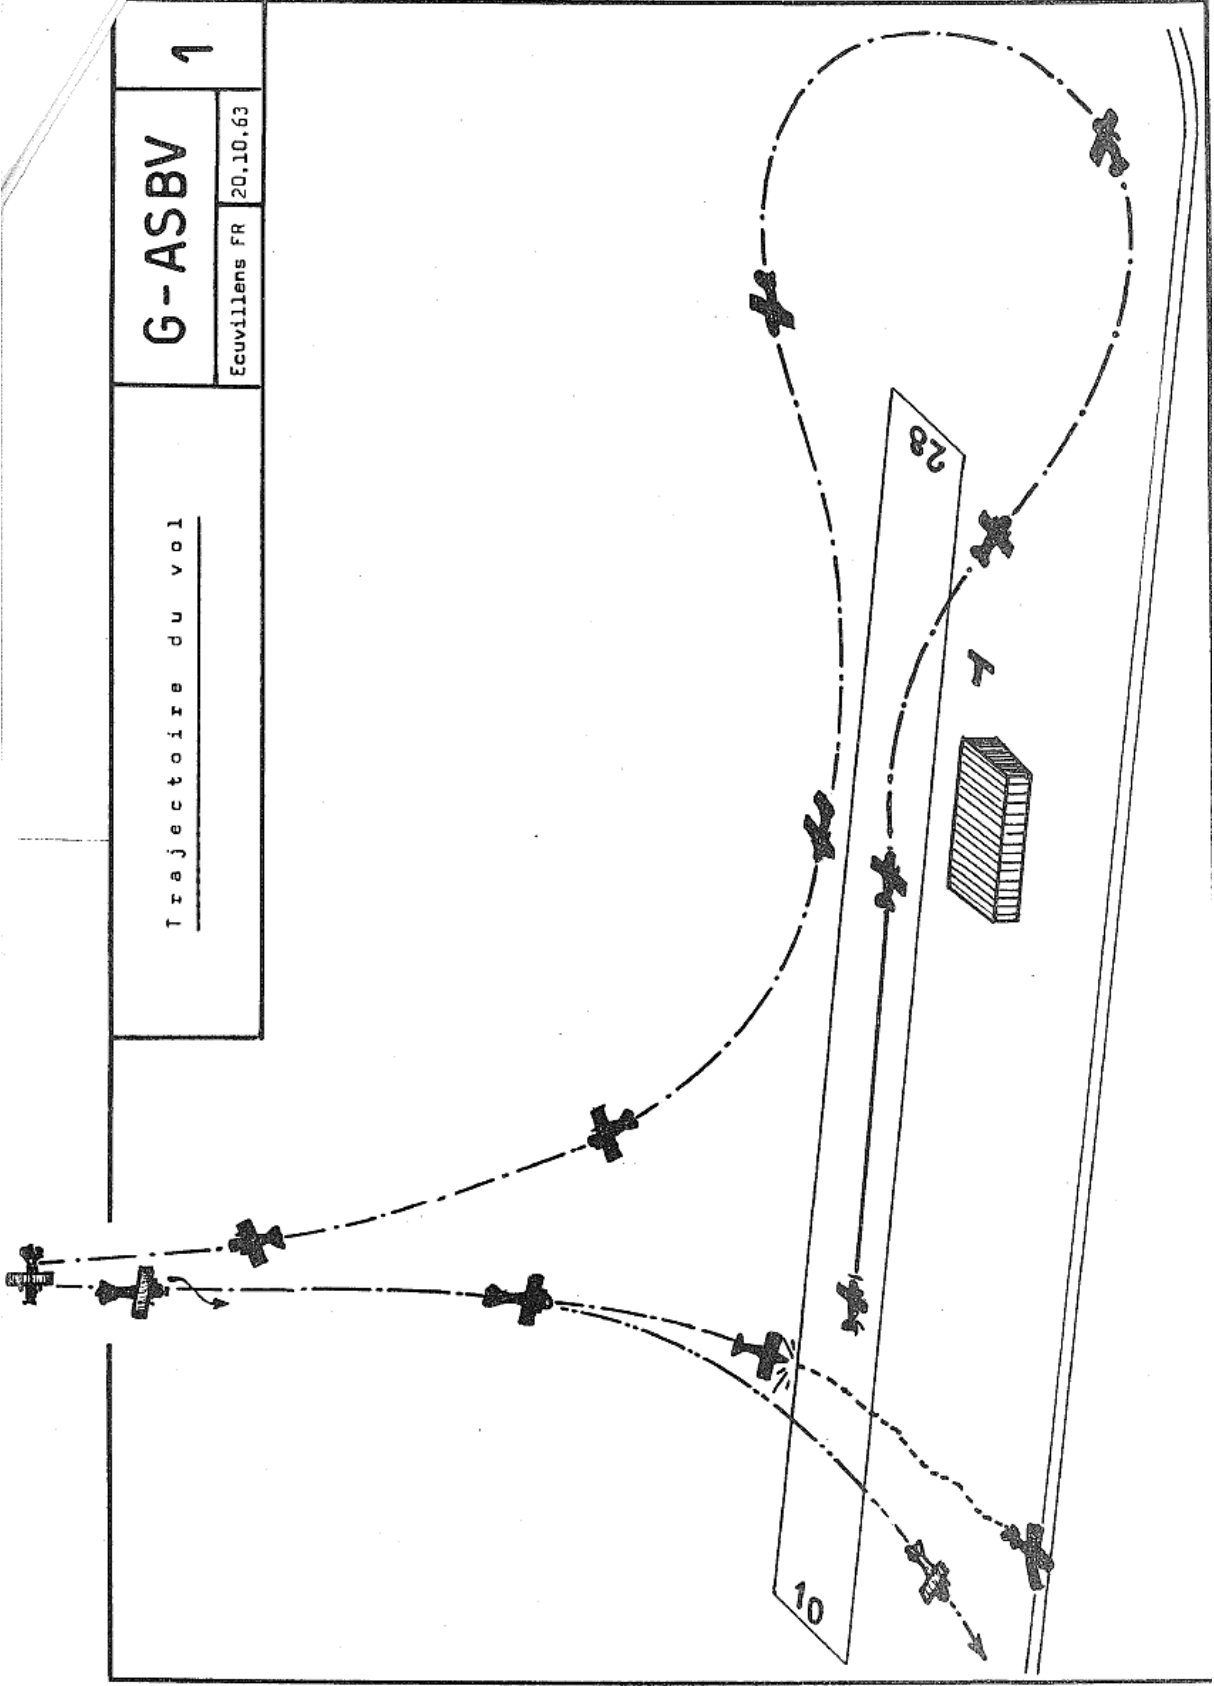 Trajectoire du vol
G-ASBV
1
Ecuvillens FR
20.10.63
28
10
T